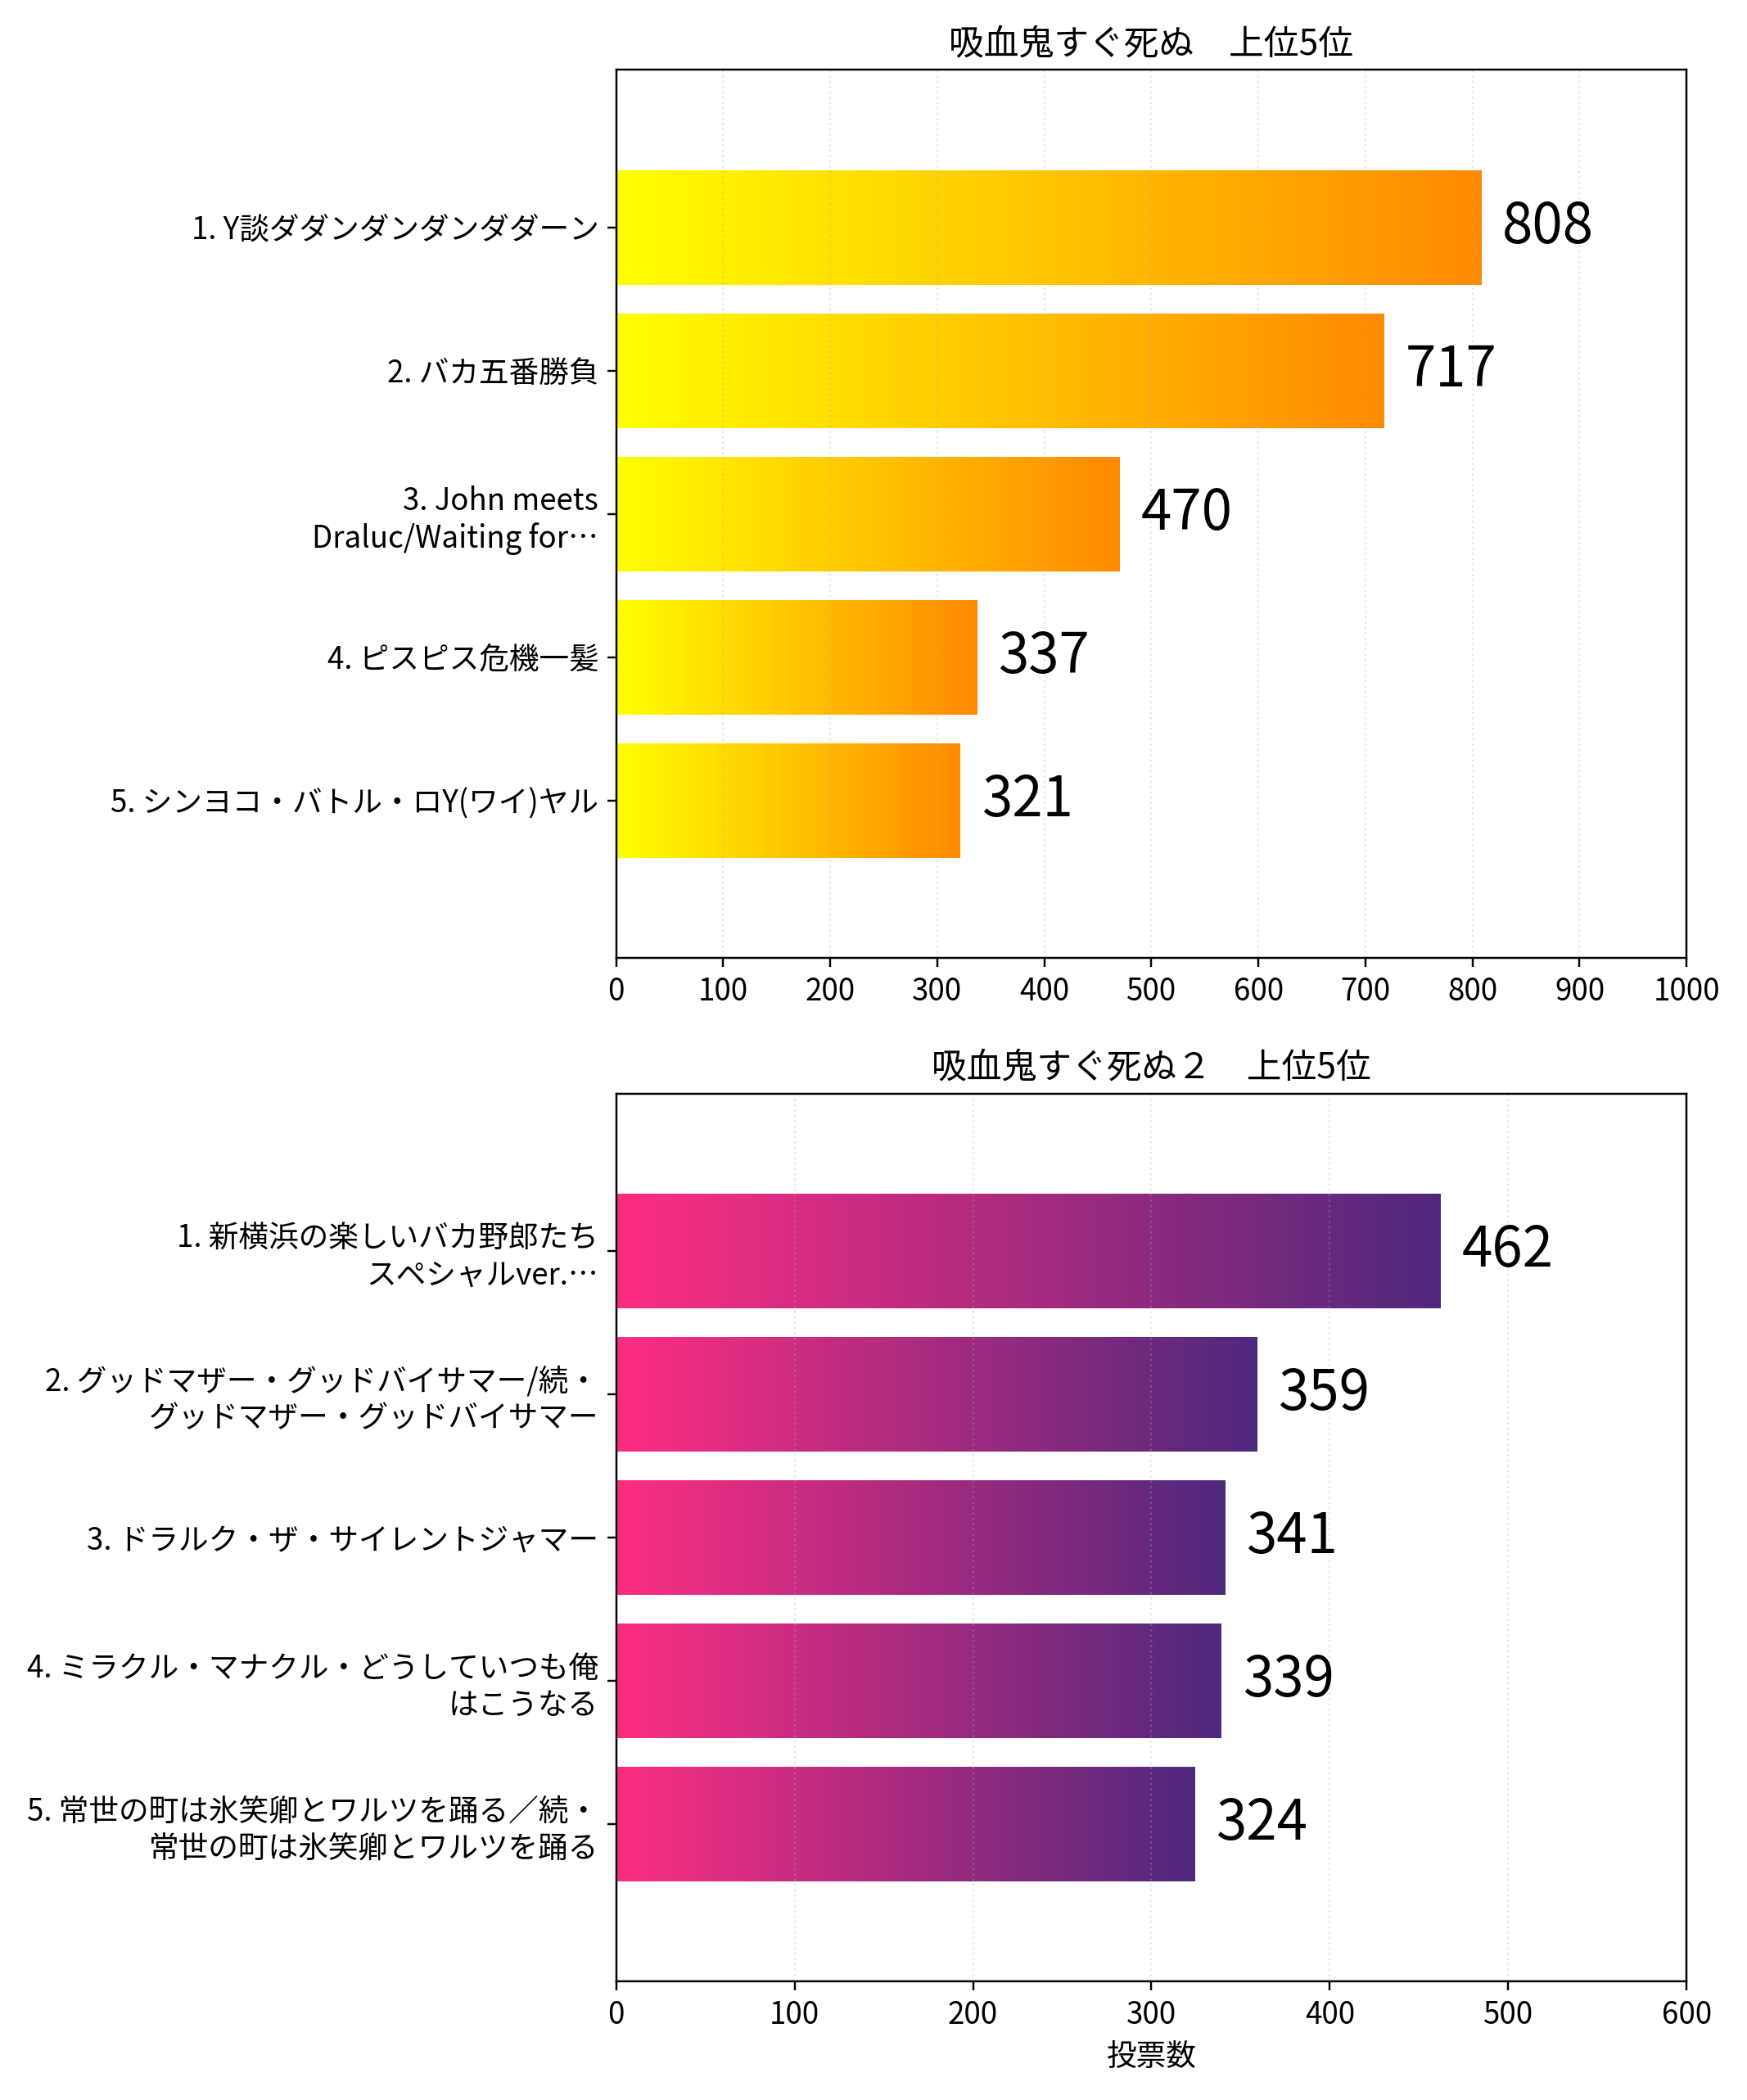 吸血鬼すぐ死ぬ　上位5位
1. Y談ダダンダンダンダダーン
808
2. バカ五番勝負
717
3. John meets
Draluc/Waiting for…
470
4. ピスピス危機一髪
337
5. シンヨコ・バトル・ロY(ワイ)ヤル
321
0 100 200 300 400 500 600 700 800 900 1000
吸血鬼すぐ死ぬ２　上位5位
1. 新横浜の楽しいバカ野郎たち
スペシャルver.…
462
2. グッドマザー・グッドバイサマー/続・
グッドマザー・グッドバイサマー
359
3. ドラルク・ザ・サイレントジャマー
341
4. ミラクル・マナクル・どうしていつも俺
はこうなる
339
5. 常世の町は氷笑卿とワルツを踊る／続・
常世の町は氷笑卿とワルツを踊る
324
0 100 200 300 400 500 600
投票数